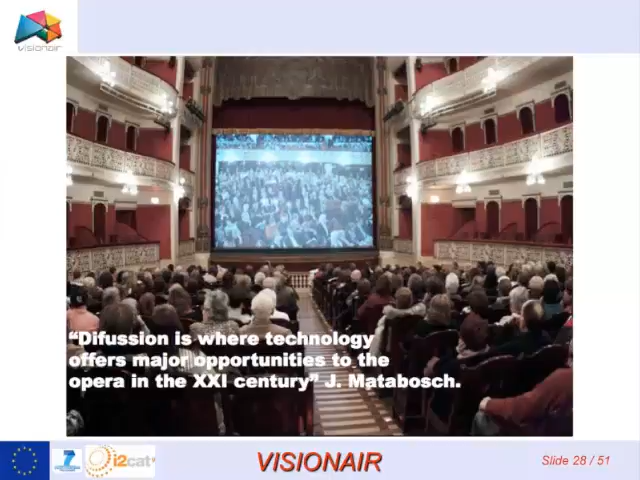 visionair
“Difussion is where technology
offers major opportunities to the
opera in the XXI century” J. Matabosch.
7
i2cat
VISIONAIR
Slide 28 / 51